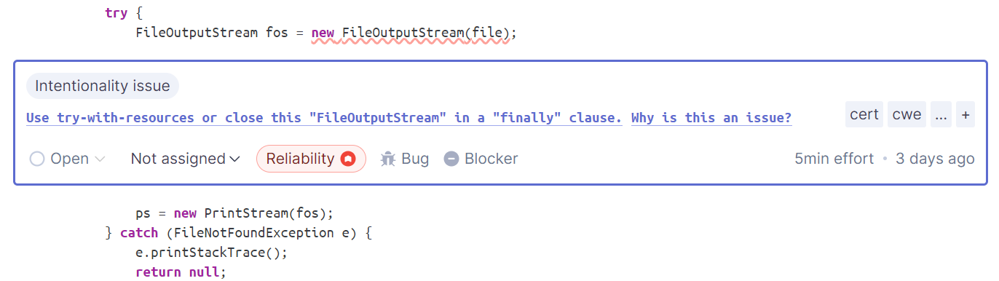 try {
FileOutputStream fos = new FileOutputStream(file);
Intentionality issue
Use try-with-resources or close this "FileOutputStream" in a "finally" clause. Why is this an issue? cert cwe ... +
Open Not assigned Reliability Bug Blocker 5min effort • 3 days ago
ps = new PrintStream(fos);
} catch (FileNotFoundException e) {
e.printStackTrace();
return null;